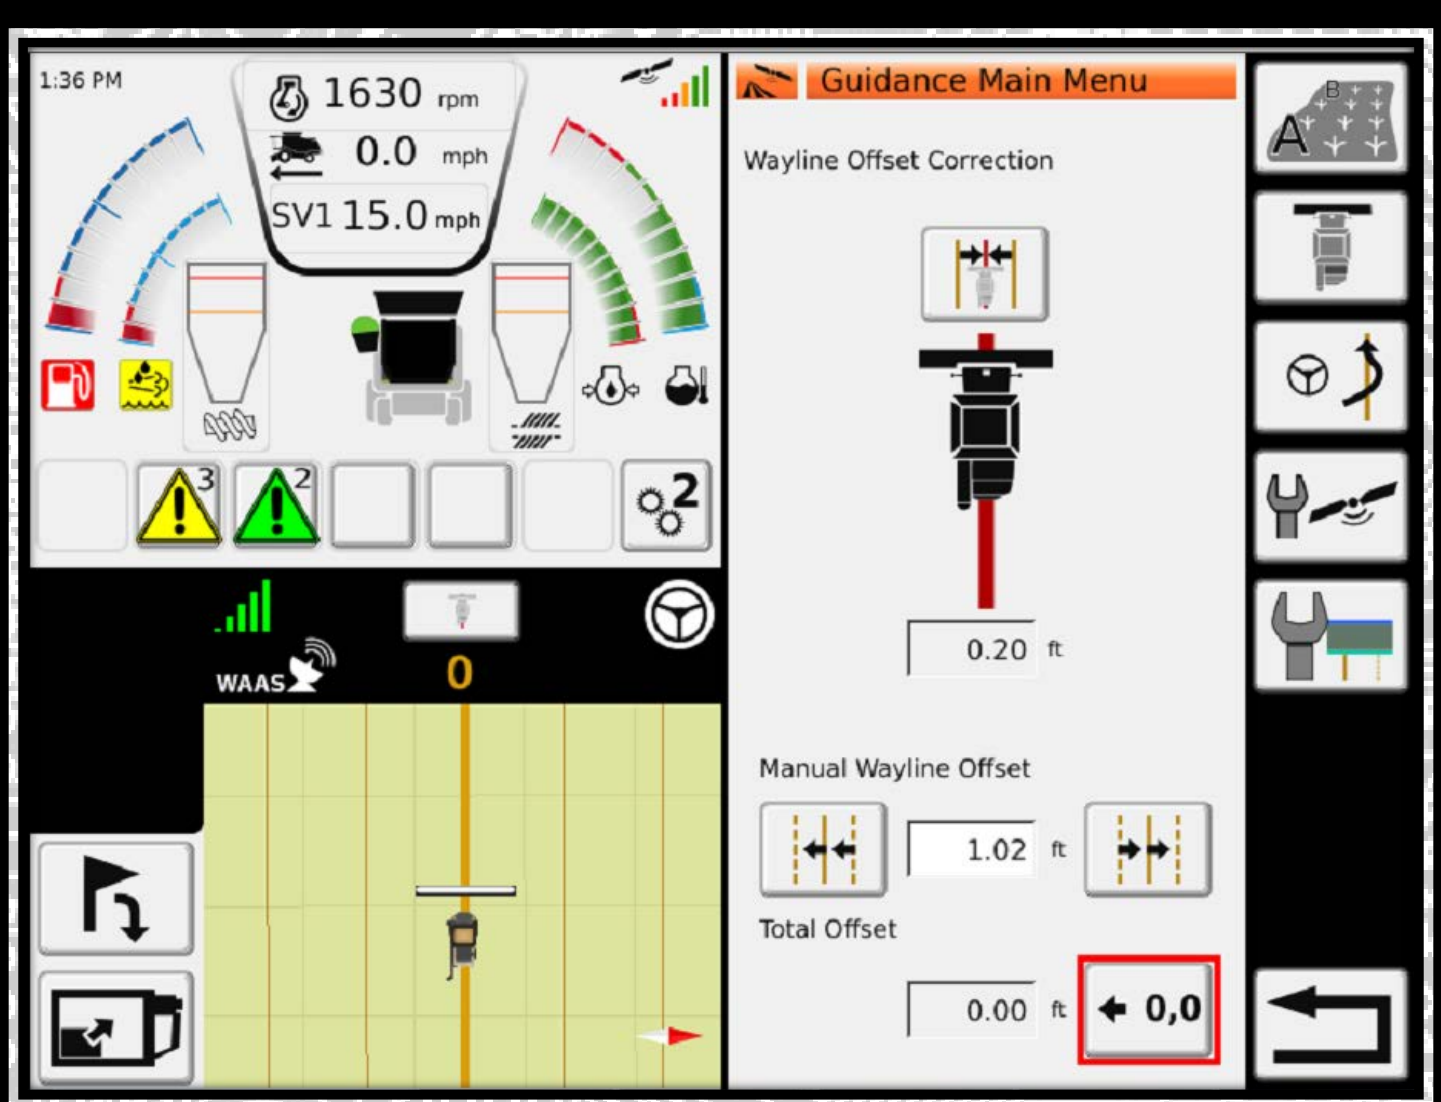 1:36 PM
1630 rpm
0.0 mph
SV1 15.0 mph
3
2
2
WAAS
0
Guidance Main Menu
Wayline Offset Correction
0.20 ft
Manual Wayline Offset
1.02 ft
Total Offset
0.00 ft
0,0
B
A